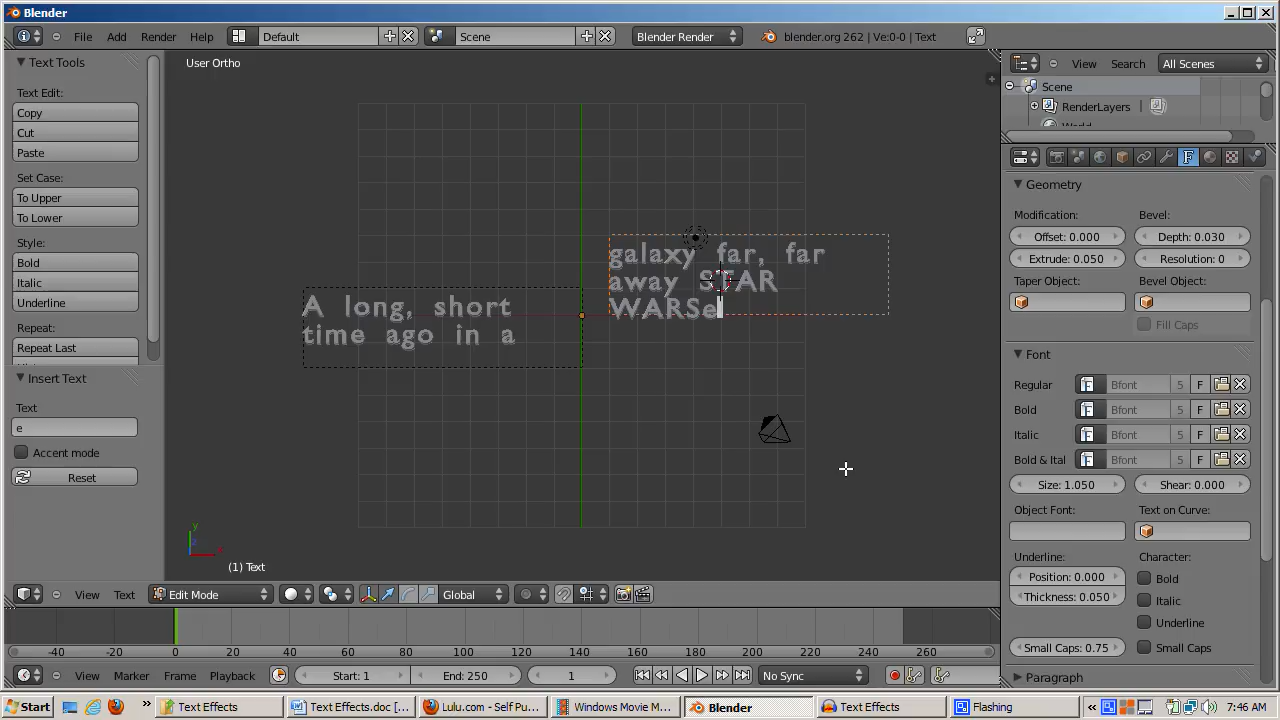 Blender
File Add Render Help Default Scene Blender Render blender.org 262 | Ve:0-0 | Text
Text Tools
Text Edit:
Copy
Cut
Paste
Set Case:
To Upper
To Lower
Style:
Bold
Italic
Underline
Repeat:
Repeat Last
Insert Text
Text
e
Accent mode
Reset
User Ortho
A long, short
time ago in a
galaxy far, far
away STAR
WARSe
y
z
x
(1) Text
View Text Edit Mode Global
View Search All Scenes
Scene
RenderLayers
World
Geometry
Modification: Bevel:
Offset: 0.000 Depth: 0.030
Extrude: 0.050 Resolution: 0
Taper Object: Bevel Object:
Fill Caps
Font
Regular Bfont 5 F
Bold Bfont 5 F
Italic Bfont 5 F
Bold & Ital Bfont 5 F
Size: 1.050 Shear: 0.000
Object Font: Text on Curve:
Underline: Character:
Position: 0.000 Bold
Thickness: 0.050 Italic
Underline
Small Caps: 0.75 Small Caps
Paragraph
-40 -20 0 20 40 60 80 100 120 140 160 180 200 220 240 260
View Marker Frame Playback Start: 1 End: 250 1 No Sync
Start Text Effects Text Effects.doc [... Lulu.com - Self Pu... Windows Movie M... Blender TextEffects Flashing 7:46 AM